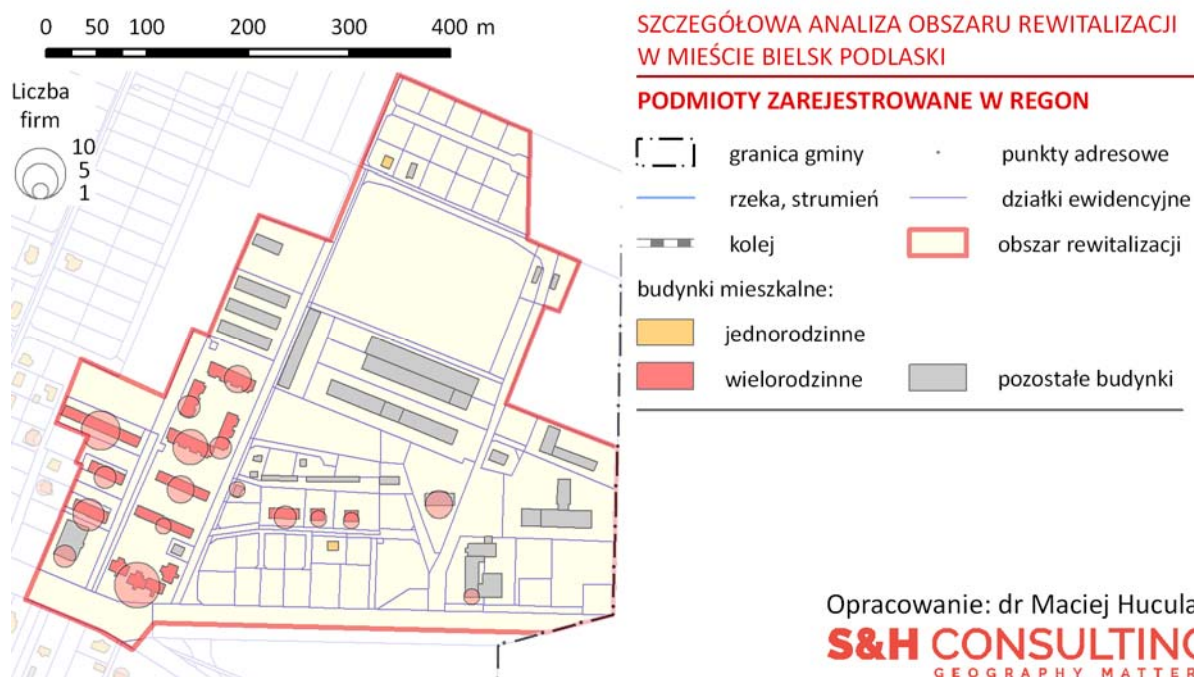 0 50 100 200 300 400 m
Liczba
firm
10
5
1
SZCZEGÓŁOWA ANALIZA OBSZARU REWITALIZACJI
W MIEŚCIE BIELSK PODLASKI
PODMIOTY ZAREJESTROWANE W REGON
granica gminy
punkty adresowe
rzeka, strumień
działki ewidencyjne
kolej
obszar rewitalizacji
budynki mieszkalne:
jednorodzinne
wielorodzinne
pozostałe budynki
Opracowanie: dr Maciej Hucula
S&H CONSULTING
GEOGRAPHY MATTER